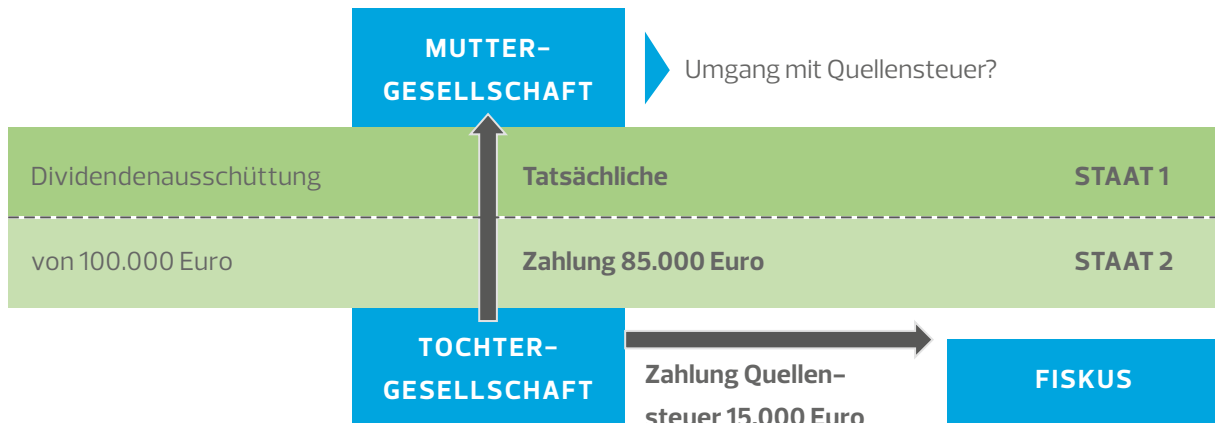 MUTTER-
GESELLSCHAFT
Umgang mit Quellensteuer?
Dividendenausschüttung
Tatsächliche
STAAT 1
von 100.000 Euro
Zahlung 85.000 Euro
STAAT 2
TOCHTER-
GESELLSCHAFT
Zahlung Quellen-
steuer 15.000 Euro
FISKUS